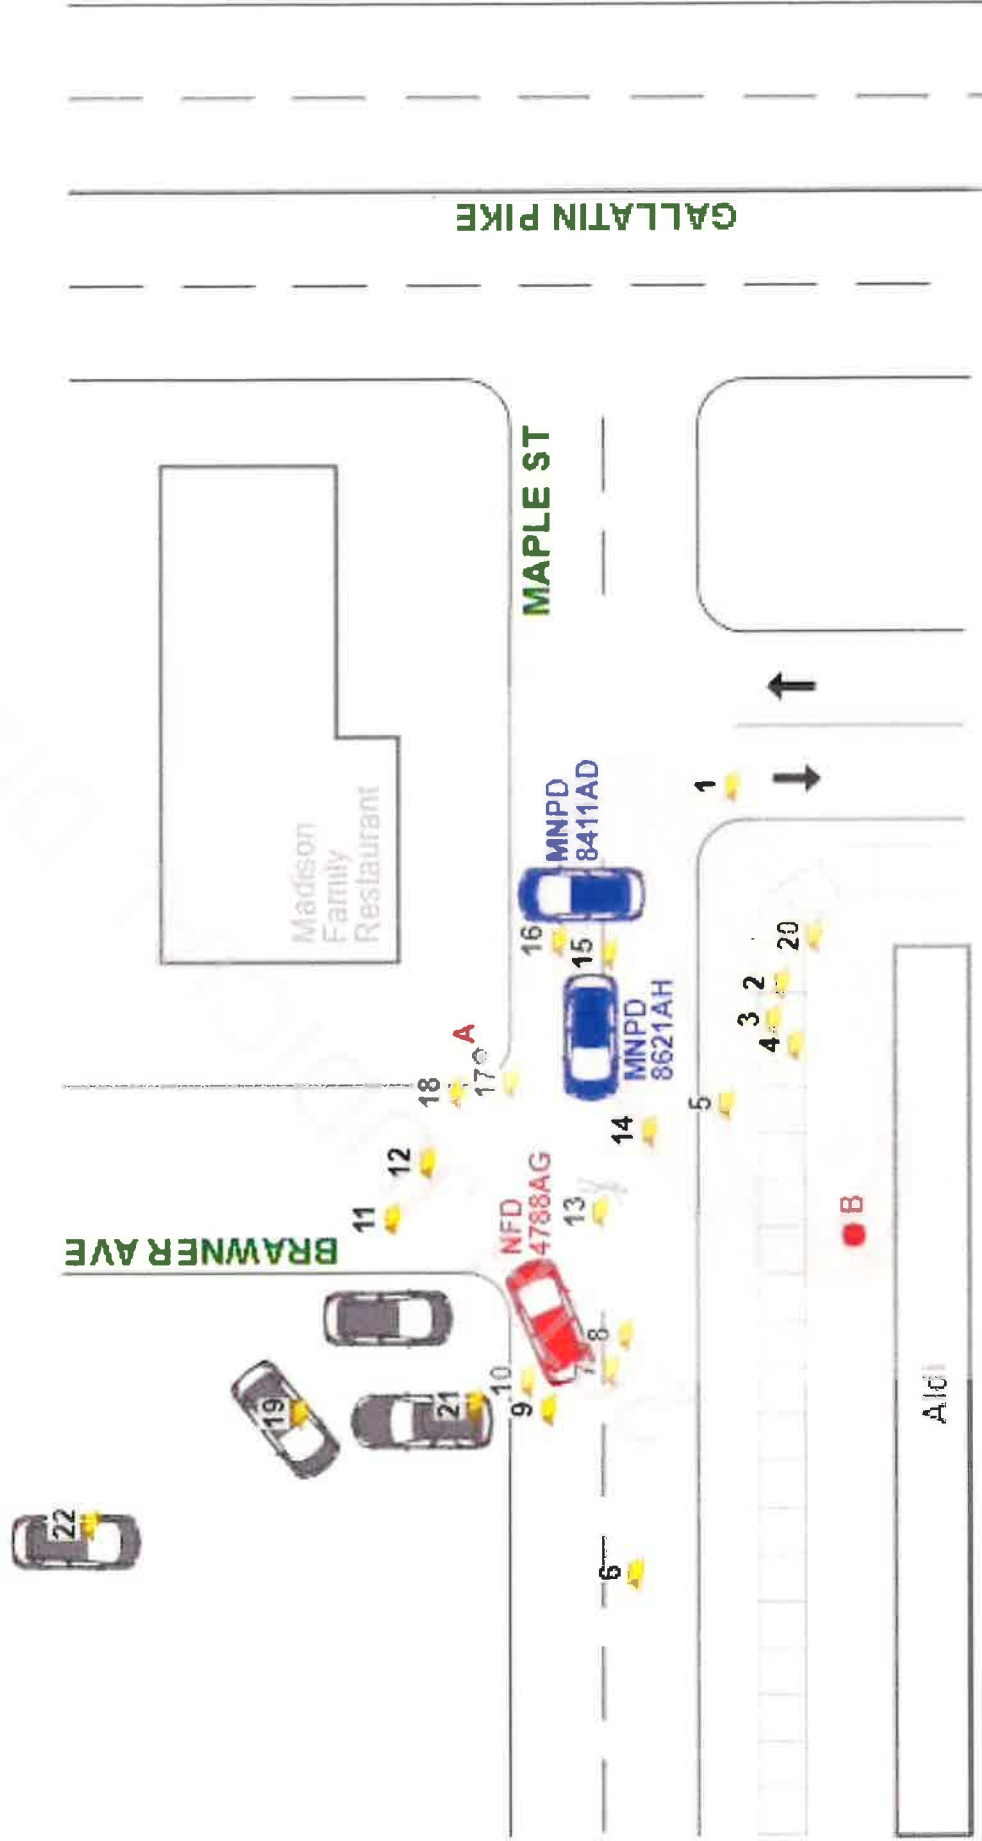 GALLATIN PIKE
MAPLE ST
Madison
Family
Restaurant
MNPD
8411AD
1
16
15
20
2
3
4
MNPD
8621AH
A
17
18
5
14
12
11
13
NFD
4788AG
B
BRAWNER AVE
8
7
10
9
21
19
22
6
Aldi